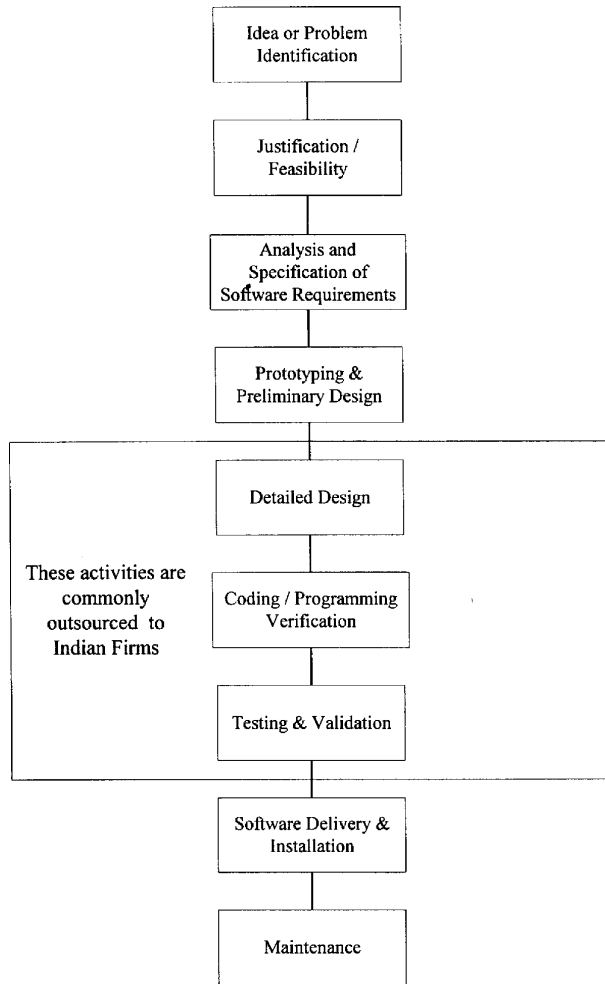 Idea or Problem
Identification
Justification /
Feasibility
Analysis and
Specification of
Software Requirements
Prototyping &
Preliminary Design
Detailed Design
These activities are
commonly
outsourced to
Indian Firms
Coding / Programming
Verification
Testing & Validation
Software Delivery &
Installation
Maintenance